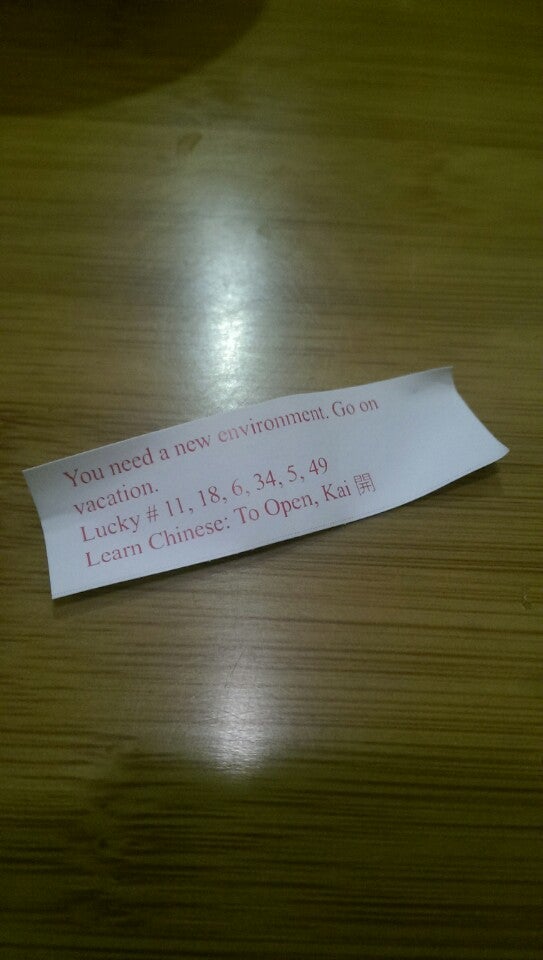 You need a new environment. Go on
vacation.
Lucky # 11, 18, 6, 34, 5, 49
Learn Chinese: To Open, Kai 開